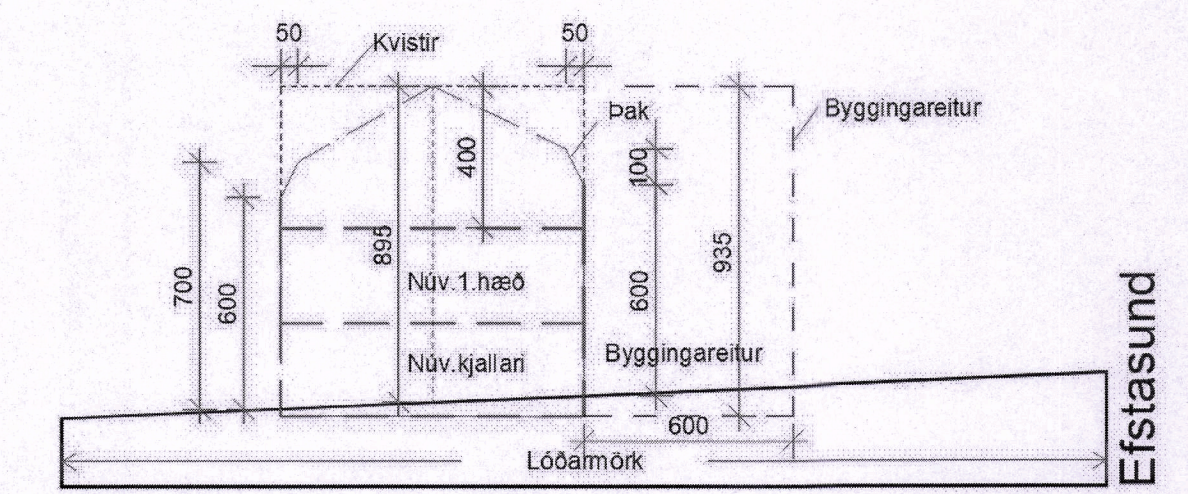 50
Kvistir
50
Þak
Byggingareitur
400
100
895
935
700
600
Núv.1.hæð
600
Byggingareitur
Núv.kjallari
600
Lóðarmörk
Efstasund